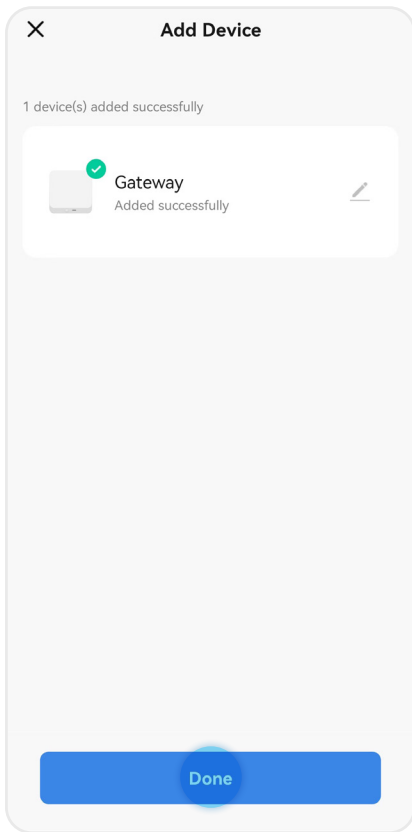 Add Device
1 device(s) added successfully
Gateway
Added successfully
Done